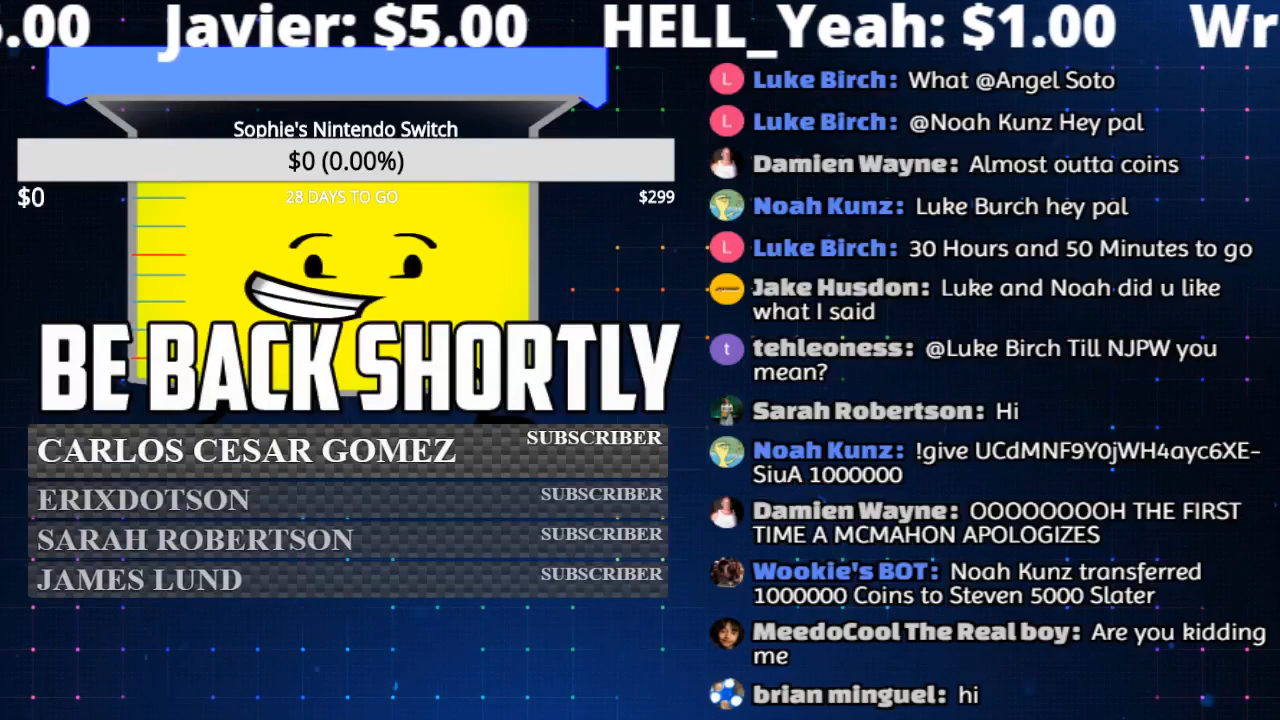 5.00 Javier: $5.00 HELL_Yeah: $1.00 Wr
Sophie's Nintendo Switch
$0 (0.00%)
$0 28 DAYS TO GO $299
BE BACK SHORTLY
CARLOS CESAR GOMEZ SUBSCRIBER
ERIXDOTSON SUBSCRIBER
SARAH ROBERTSON SUBSCRIBER
JAMES LUND SUBSCRIBER
L Luke Birch: What @Angel Soto
L Luke Birch: @Noah Kunz Hey pal
Damien Wayne: Almost outta coins
Noah Kunz: Luke Burch hey pal
L Luke Birch: 30 Hours and 50 Minutes to go
Jake Husdon: Luke and Noah did u like
what I said
t tehleoness: @Luke Birch Till NJPW you
mean?
Sarah Robertson: Hi
Noah Kunz: !give UCdMNF9Y0jWH4ayc6XE-
SiuA 1000000
Damien Wayne: OOOOOOOOH THE FIRST
TIME A MCMAHON APOLOGIZES
Wookie's BOT: Noah Kunz transferred
1000000 Coins to Steven 5000 Slater
MeedoCool The Real boy: Are you kidding
me
brian minguel: hi